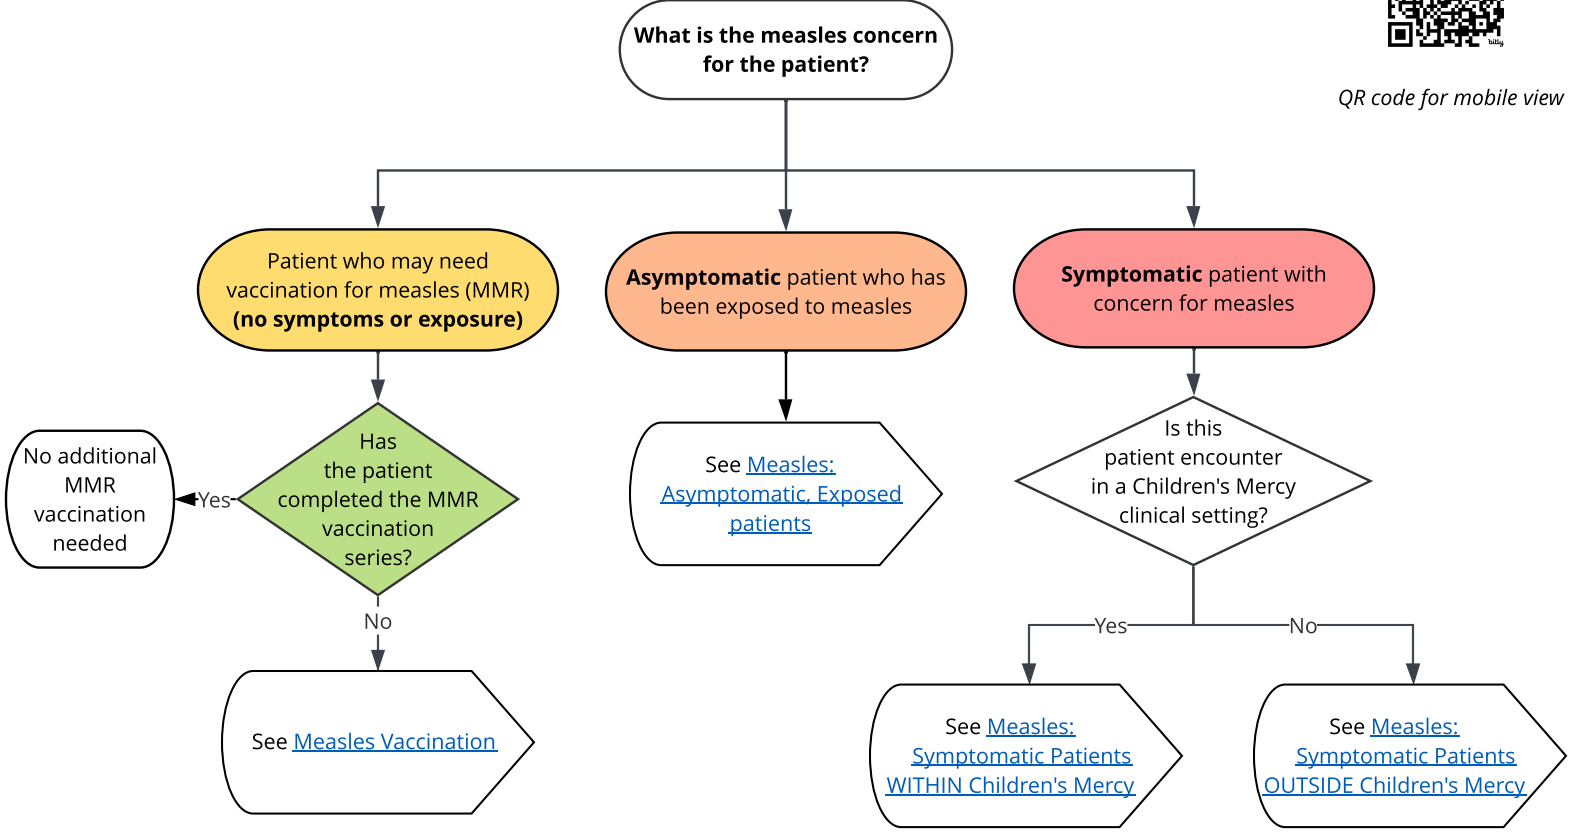 What is the measles concern
for the patient?
bitly
QR code for mobile view
Patient who may need
vaccination for measles (MMR)
(no symptoms or exposure)
Asymptomatic patient who has
been exposed to measles
Symptomatic patient with
concern for measles
Has
the patient
completed the MMR
vaccination
series?
Yes
No additional
MMR
vaccination
needed
No
See Measles Vaccination
See Measles:
Asymptomatic, Exposed
patients
Is this
patient encounter
in a Children's Mercy
clinical setting?
Yes
No
See Measles:
Symptomatic Patients
WITHIN Children's Mercy
See Measles:
Symptomatic Patients
OUTSIDE Children's Mercy